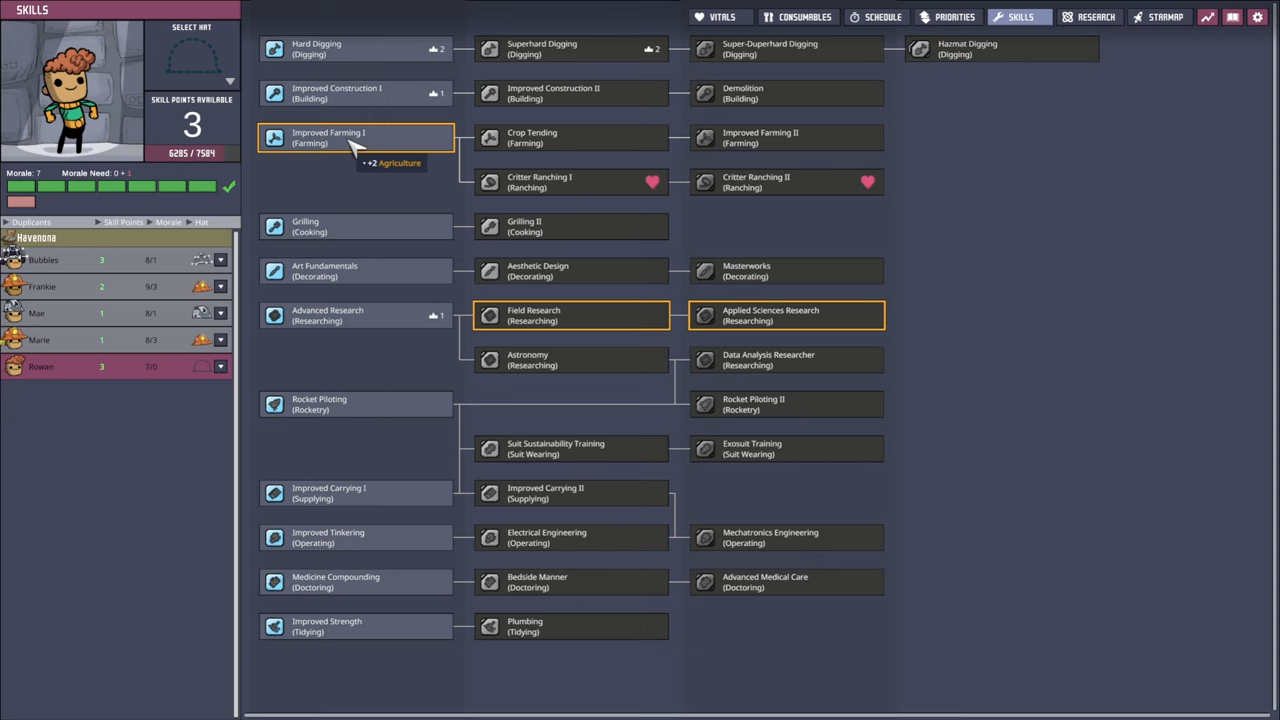 SKILLS
VITALS
CONSUMABLES
SCHEDULE
PRIORITIES
SKILLS
RESEARCH
STARMAP
SELECT HAT
SKILL POINTS AVAILABLE
3
6285 / 7584
Morale: 7 Morale Need: 0 + 1
Duplicants Skill Points Morale Hat
Havenona
Bubbles 3 8/1
Frankie 2 9/3
Mae 1 8/1
Marie 1 8/3
Rowan 3 7/0
Hard Digging
(Digging)
2
Superhard Digging
(Digging)
2
Super-Duperhard Digging
(Digging)
Hazmat Digging
(Digging)
Improved Construction I
(Building)
1
Improved Construction II
(Building)
Demolition
(Building)
Improved Farming I
(Farming)
• +2 Agriculture
Crop Tending
(Farming)
Improved Farming II
(Farming)
Critter Ranching I
(Ranching)
Critter Ranching II
(Ranching)
Grilling
(Cooking)
Grilling II
(Cooking)
Art Fundamentals
(Decorating)
Aesthetic Design
(Decorating)
Masterworks
(Decorating)
Advanced Research
(Researching)
1
Field Research
(Researching)
Applied Sciences Research
(Researching)
Astronomy
(Researching)
Data Analysis Researcher
(Researching)
Rocket Piloting
(Rocketry)
Rocket Piloting II
(Rocketry)
Suit Sustainability Training
(Suit Wearing)
Exosuit Training
(Suit Wearing)
Improved Carrying I
(Supplying)
Improved Carrying II
(Supplying)
Improved Tinkering
(Operating)
Electrical Engineering
(Operating)
Mechatronics Engineering
(Operating)
Medicine Compounding
(Doctoring)
Bedside Manner
(Doctoring)
Advanced Medical Care
(Doctoring)
Improved Strength
(Tidying)
Plumbing
(Tidying)